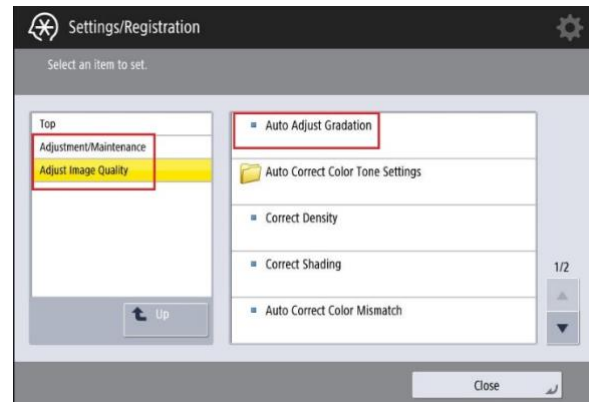 Settings/Registration
Select an item to set.
Top
Adjustment/Maintenance
Adjust Image Quality
Up
Auto Adjust Gradation
Auto Correct Color Tone Settings
Correct Density
Correct Shading
Auto Correct Color Mismatch
1/2
Close